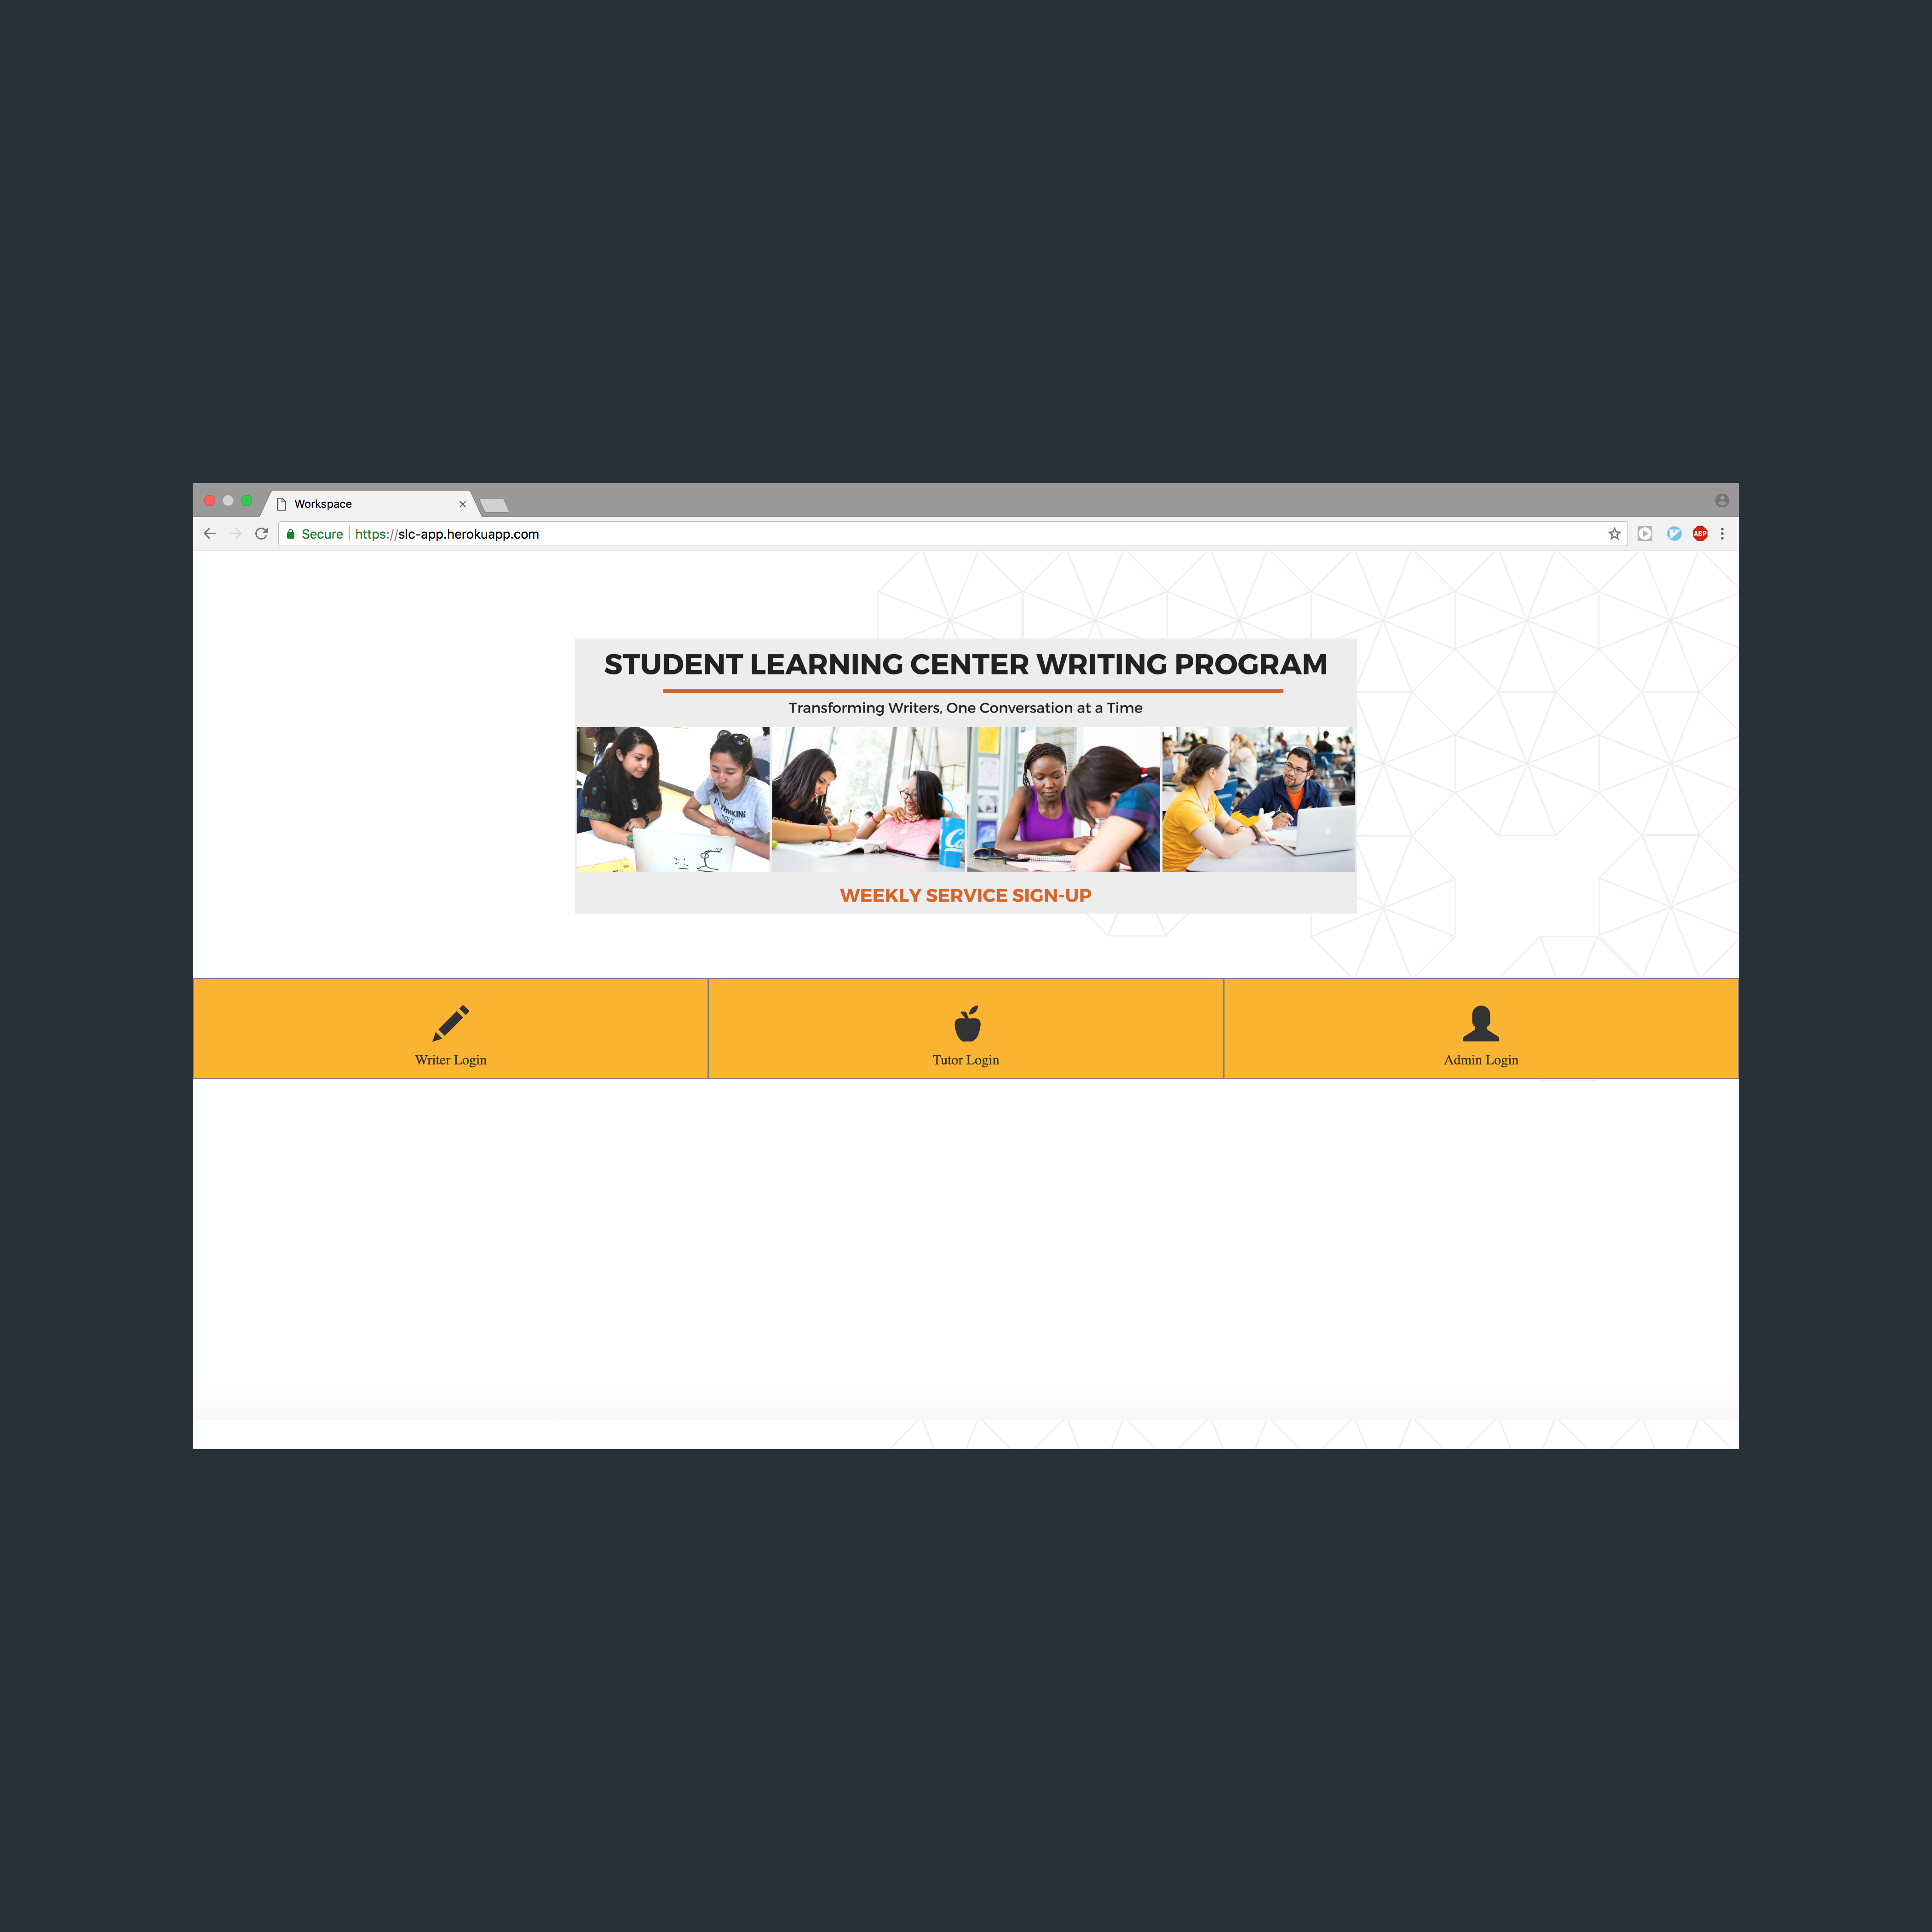 Workspace
Secure https://slc-app.herokuapp.com
ABP
STUDENT LEARNING CENTER WRITING PROGRAM
Transforming Writers, One Conversation at a Time
WEEKLY SERVICE SIGN-UP
Writer Login
Tutor Login
Admin Login